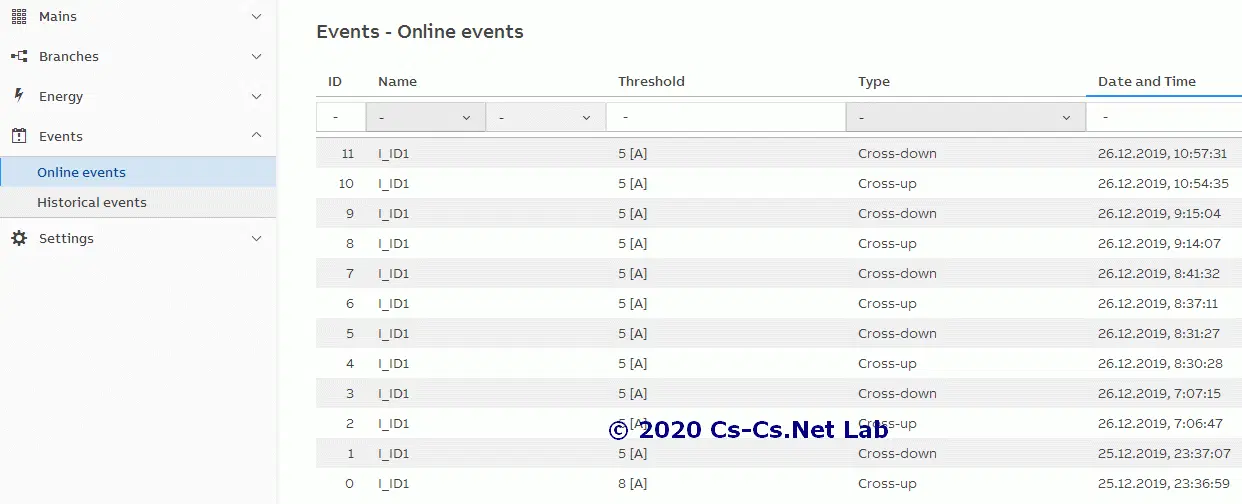 Mains
Branches
Energy
Events
Online events
Historical events
Settings
Events - Online events
ID Name Threshold Type Date and Time
- - - - - -
11 I_ID1 5 [A] Cross-down 26.12.2019, 10:57:31
10 I_ID1 5 [A] Cross-up 26.12.2019, 10:54:35
9 I_ID1 5 [A] Cross-down 26.12.2019, 9:15:04
8 I_ID1 5 [A] Cross-up 26.12.2019, 9:14:07
7 I_ID1 5 [A] Cross-down 26.12.2019, 8:41:32
6 I_ID1 5 [A] Cross-up 26.12.2019, 8:37:11
5 I_ID1 5 [A] Cross-down 26.12.2019, 8:31:27
4 I_ID1 5 [A] Cross-up 26.12.2019, 8:30:28
3 I_ID1 5 [A] Cross-down 26.12.2019, 7:07:15
2 I_ID1 5 [A] Cross-up 26.12.2019, 7:06:47
© 2020 Cs-Cs.Net Lab
1 I_ID1 5 [A] Cross-down 25.12.2019, 23:37:07
0 I_ID1 8 [A] Cross-up 25.12.2019, 23:36:59